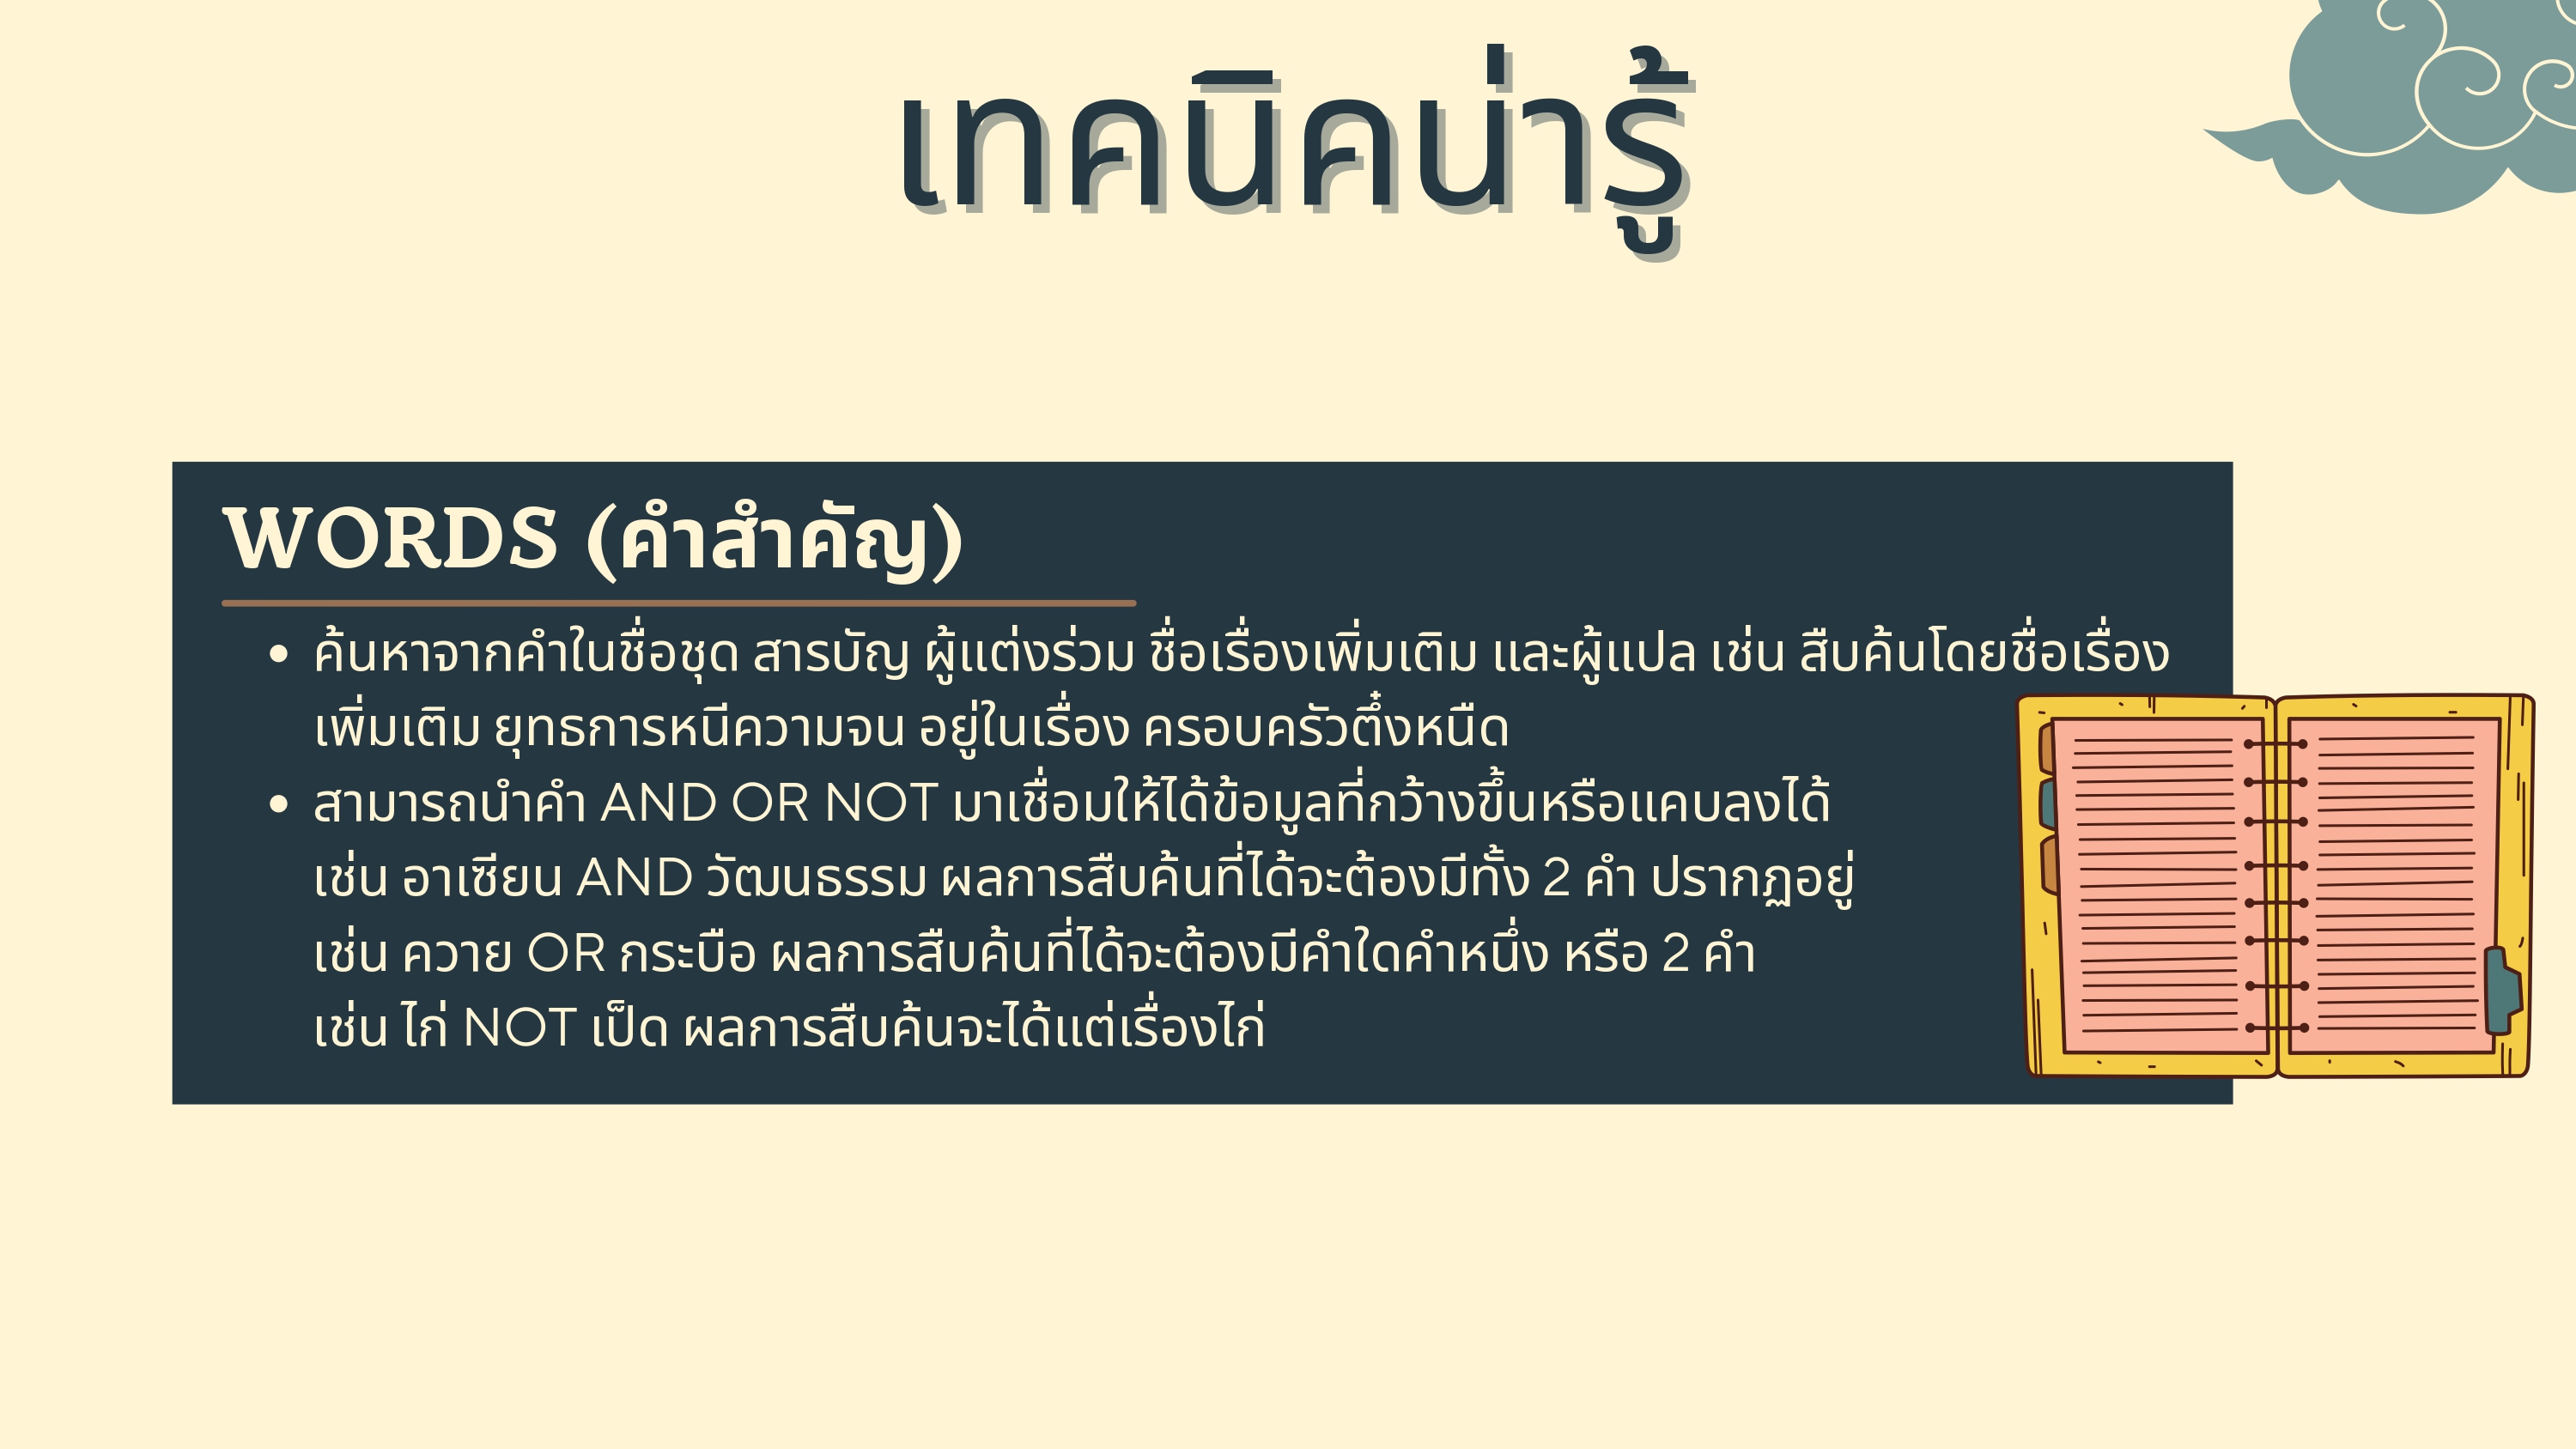 เทคนิคน่ารู้
WORDS (คำสำคัญ)
• ค้นหาจากคำในชื่อชุด สารบัญ ผู้แต่งร่วม ชื่อเรื่องเพิ่มเติม และผู้แปล เช่น สืบค้นโดยชื่อเรื่อง
เพิ่มเติม ยุทธการหนีความจน อยู่ในเรื่อง ครอบครัวตึ๋งหนืด
• สามารถนำคำ AND OR NOT มาเชื่อมให้ได้ข้อมูลที่กว้างขึ้นหรือแคบลงได้
เช่น อาเซียน AND วัฒนธรรม ผลการสืบค้นที่ได้จะต้องมีทั้ง 2 คำ ปรากฏอยู่
เช่น ควาย OR กระบือ ผลการสืบค้นที่ได้จะต้องมีคำใดคำหนึ่ง หรือ 2 คำ
เช่น ไก่ NOT เป็ด ผลการสืบค้นจะได้แต่เรื่องไก่